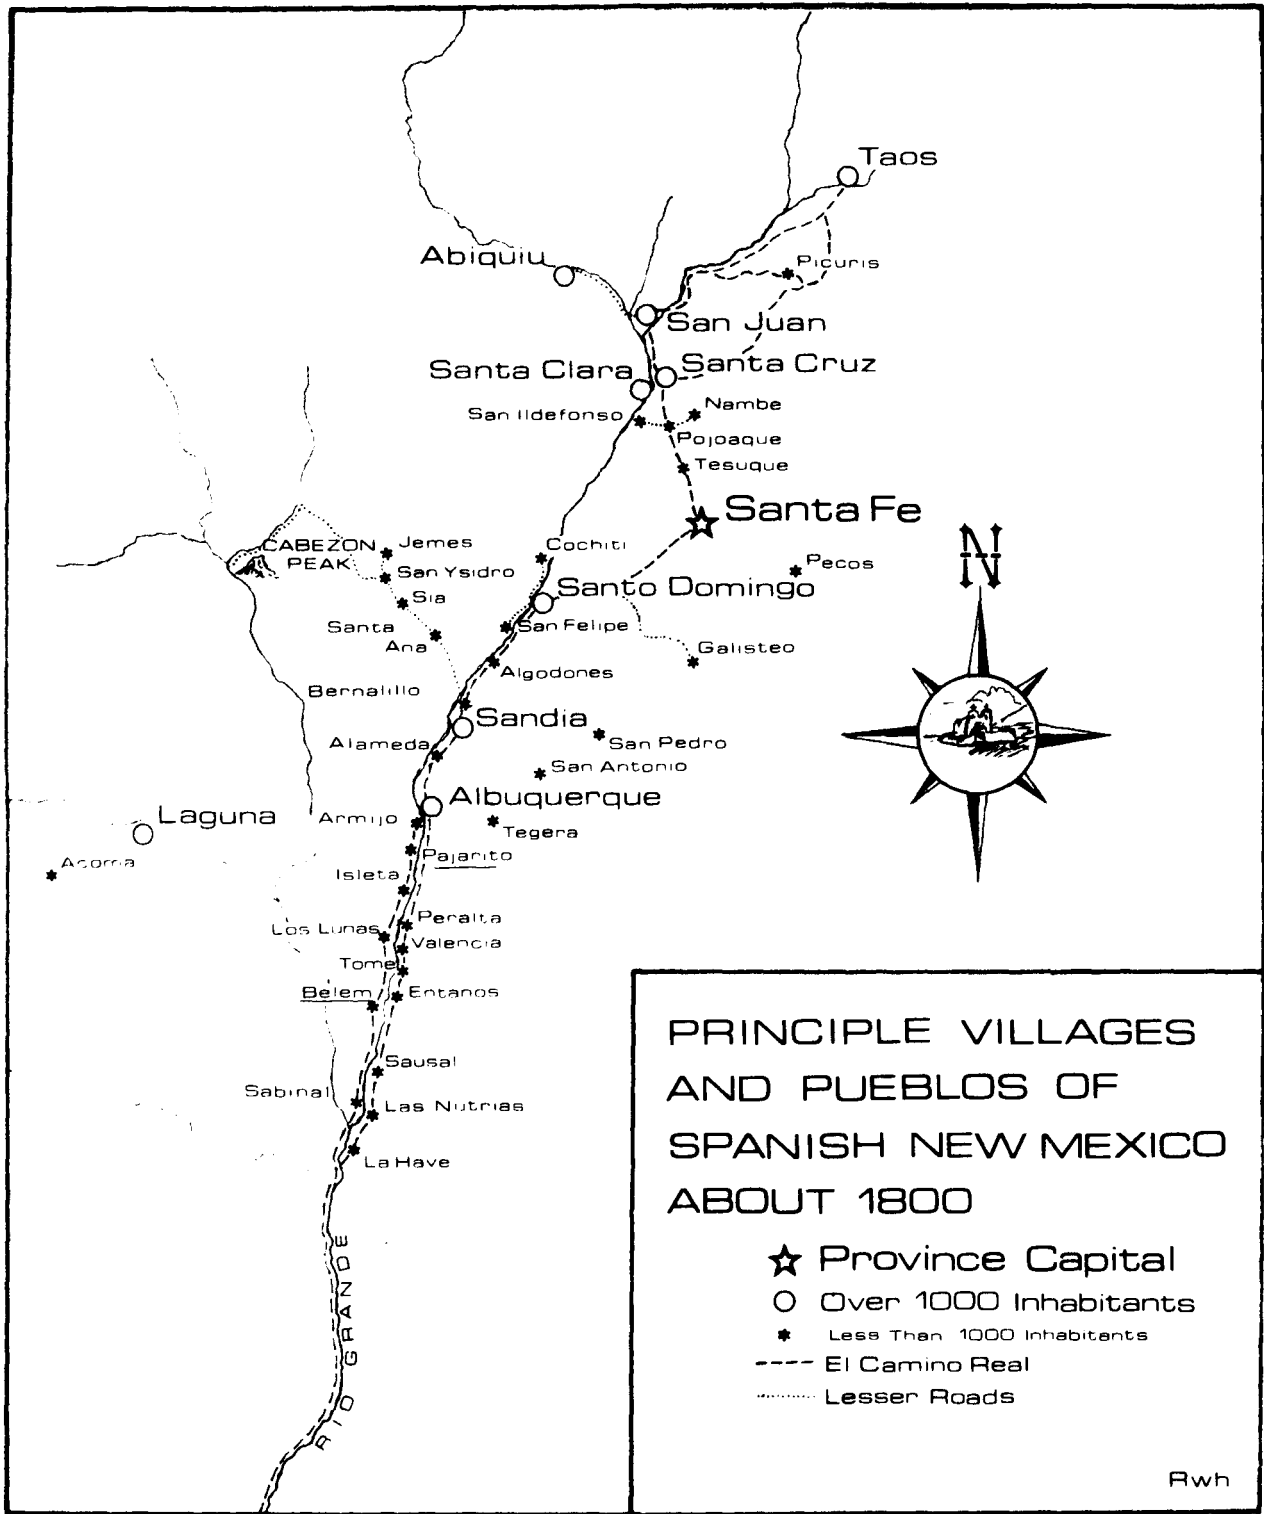 Taos
Abiquiu
Picuris
San Juan
Santa Clara
Santa Cruz
San Ildefonso
Nambe
Pojoaque
Tesuque
Santa Fe
N
CABEZON
PEAK
Jemes
Cochiti
San Ysidro
Pecos
Sia
Santo Domingo
Santa
Ana
San Felipe
Galisteo
Algodones
Bernalillo
Sandia
Alameda
San Pedro
San Antonio
Albuquerque
Laguna
Armijo
Tegera
Acoma
Pajarito
Isleta
Peralta
Los Lunas
Valencia
Tome
Belem
Entanos
Sausal
Sabinal
Las Nutrias
La Have
RIO GRANDE
PRINCIPLE VILLAGES
AND PUEBLOS OF
SPANISH NEW MEXICO
ABOUT 1800
Province Capital
Over 1000 Inhabitants
Less Than 1000 Inhabitants
El Camino Real
Lesser Roads
Rwh